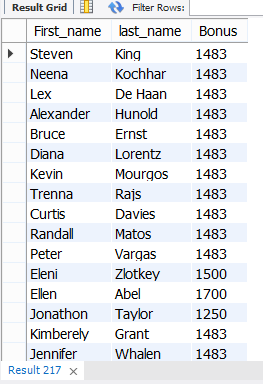 Result Grid Filter Rows:
First_name last_name Bonus
Steven King 1483
Neena Kochhar 1483
Lex De Haan 1483
Alexander Hunold 1483
Bruce Ernst 1483
Diana Lorentz 1483
Kevin Mourgos 1483
Trenna Rajs 1483
Curtis Davies 1483
Randall Matos 1483
Peter Vargas 1483
Eleni Zlotkey 1500
Ellen Abel 1700
Jonathon Taylor 1250
Kimberely Grant 1483
Jennifer Whalen 1483
Result 217 ×